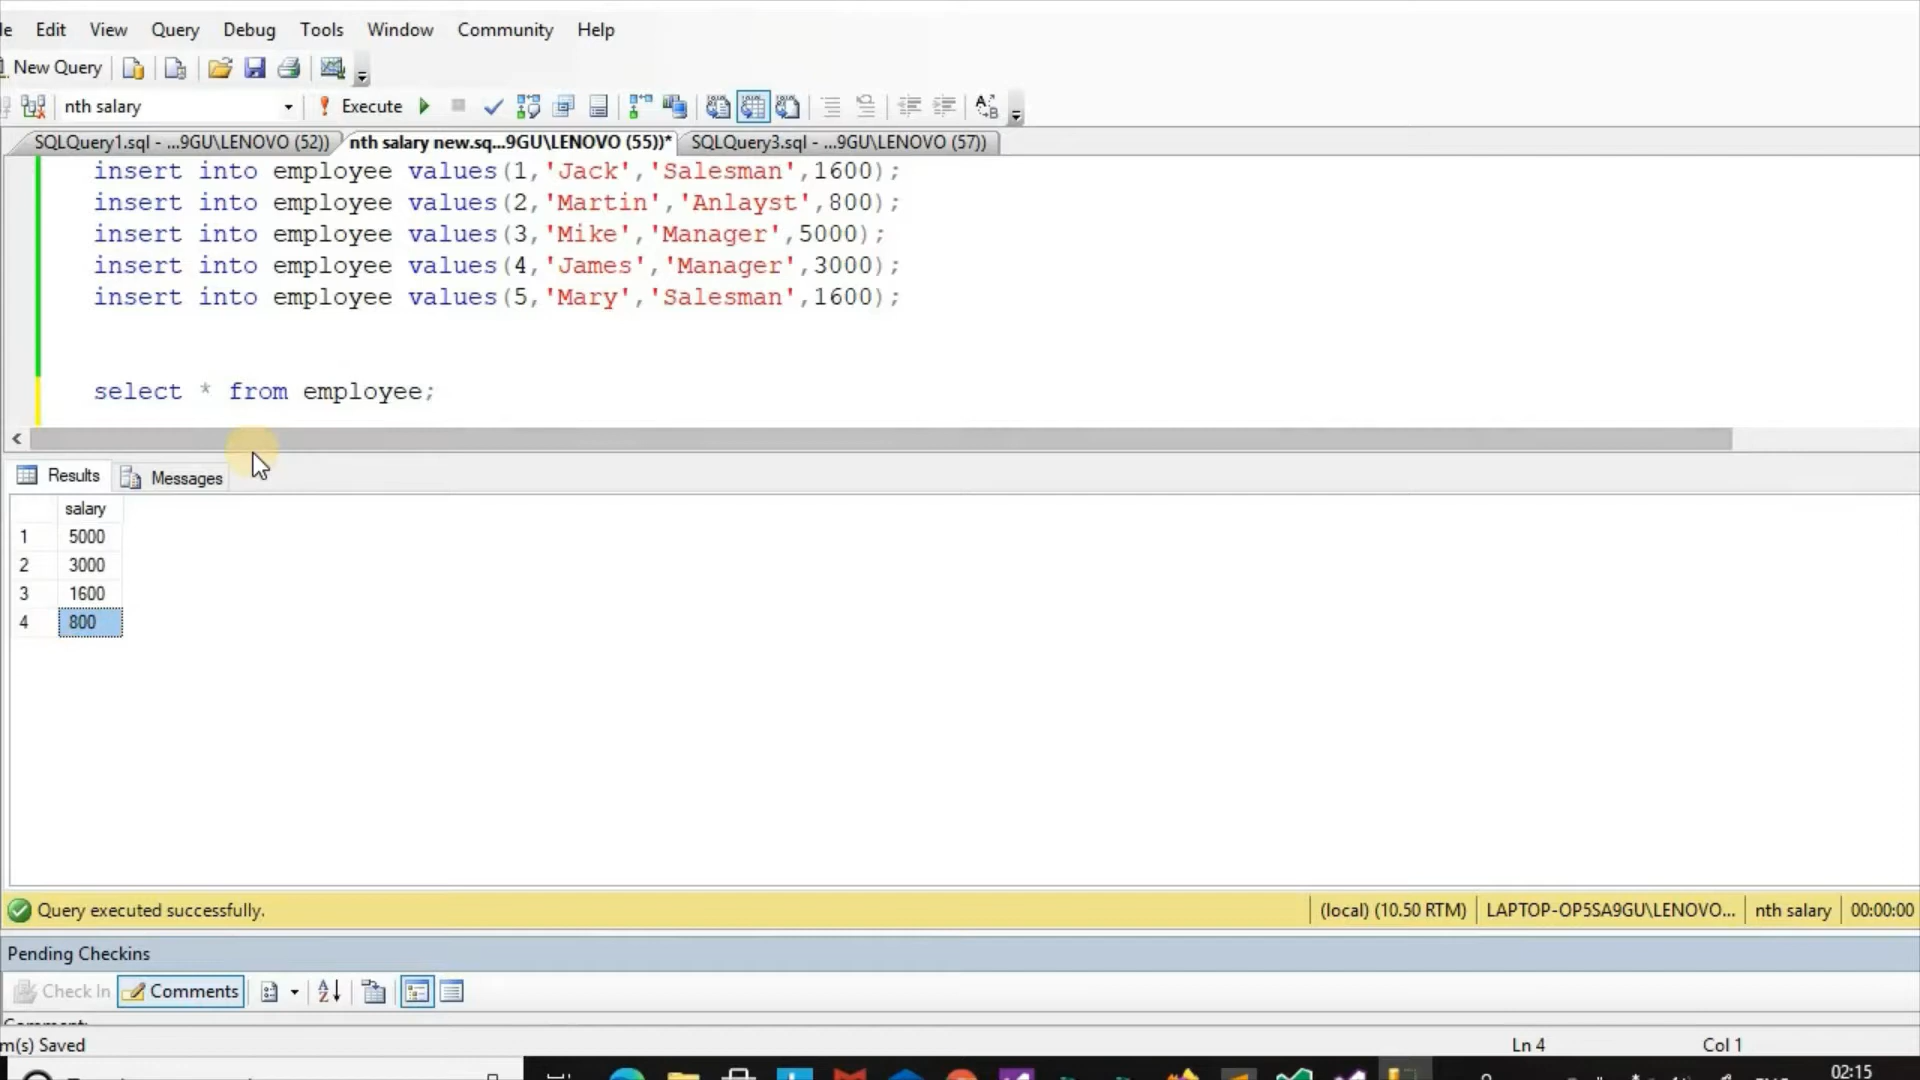 Edit View Query Debug Tools Window Community Help
New Query
nth salary Execute
SQLQuery1.sql - ...9GU\LENOVO (52)) nth salary new.sq...9GU\LENOVO (55))* SQLQuery3.sql - ...9GU\LENOVO (57))
insert into employee values(1,'Jack','Salesman',1600);
insert into employee values(2,'Martin','Anlayst',800);
insert into employee values(3,'Mike','Manager',5000);
insert into employee values(4,'James','Manager',3000);
insert into employee values(5,'Mary','Salesman',1600);
select * from employee;
Results Messages
salary
1 5000
2 3000
3 1600
4 800
Query executed successfully. (local) (10.50 RTM) LAPTOP-OP5SA9GU\LENOVO... nth salary 00:00:00
Pending Checkins
Check In Comments
m(s) Saved Ln 4 Col 1
02:15